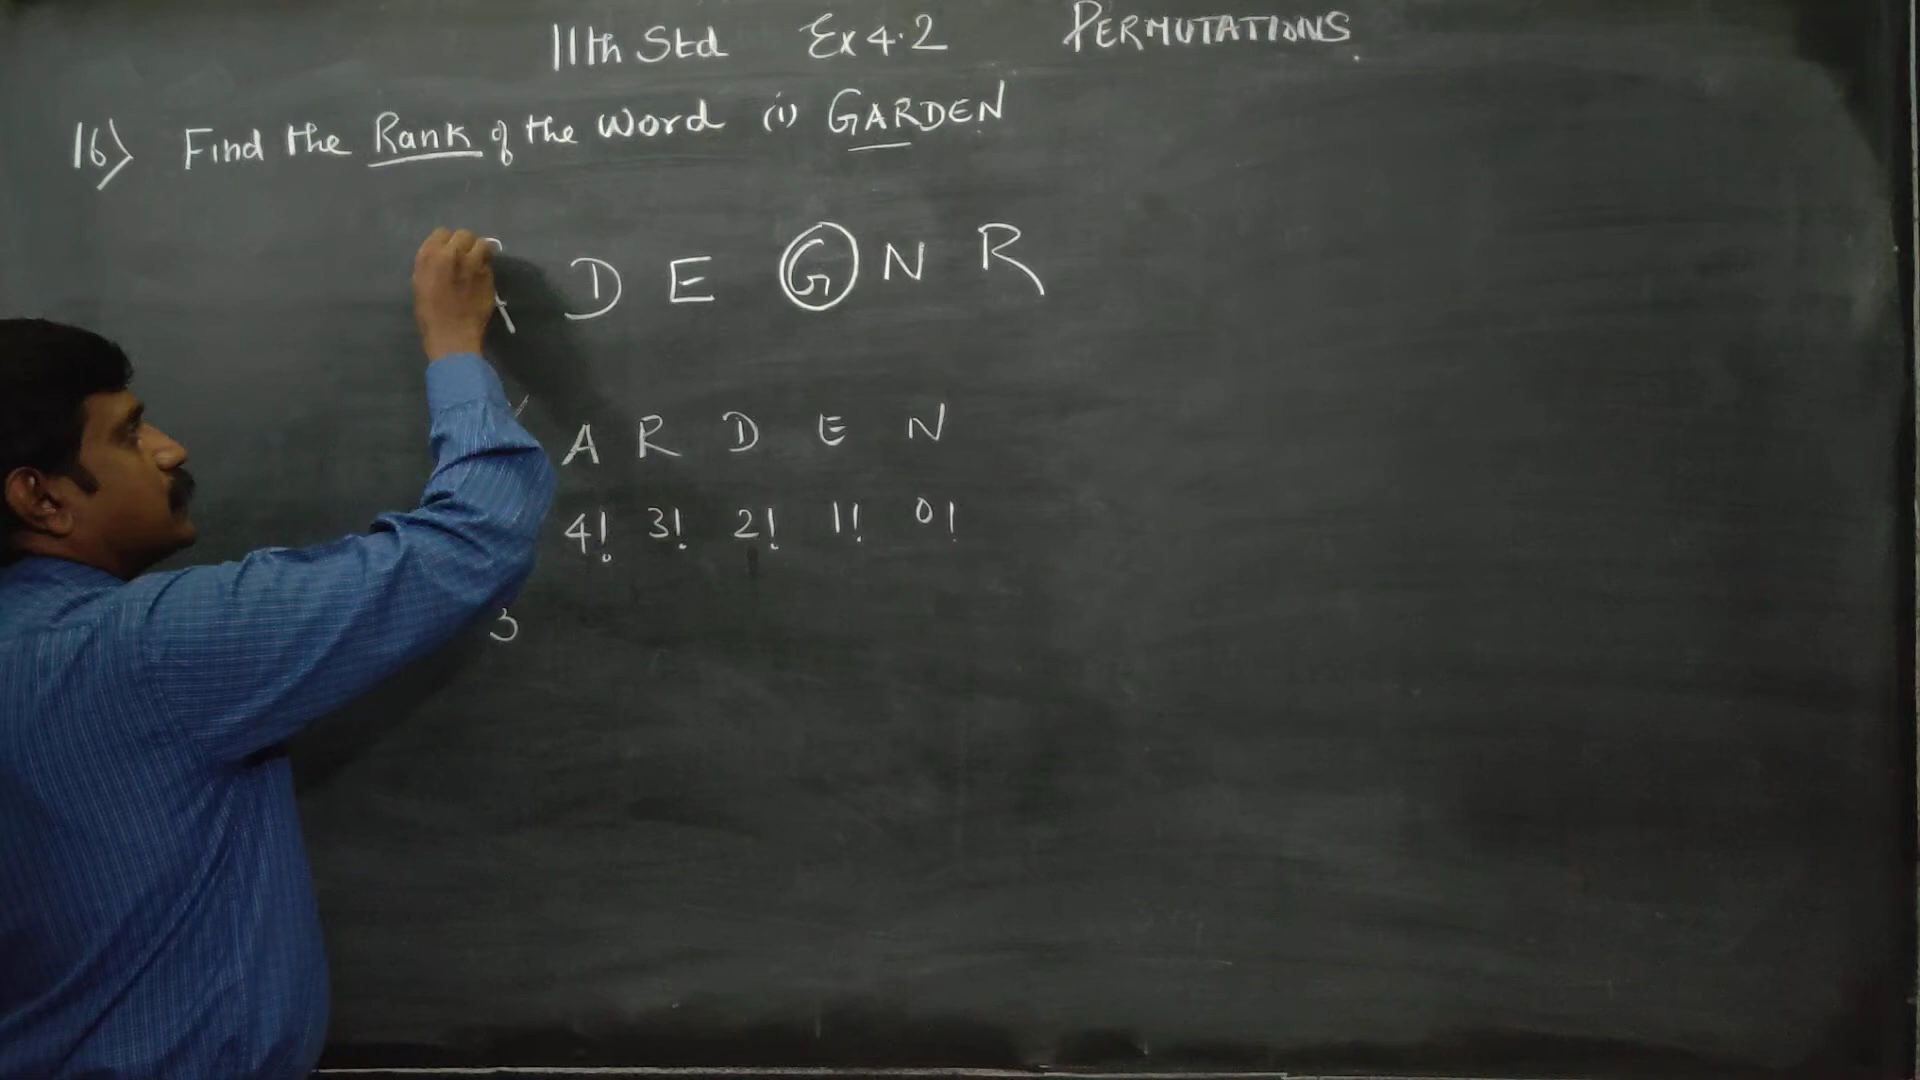 11th Std Ex 4.2 PERMUTATIONS
16) Find the Rank of the Word (i) GARDEN
D E G N R
A R D E N
4! 3! 2! 1! 0!
3